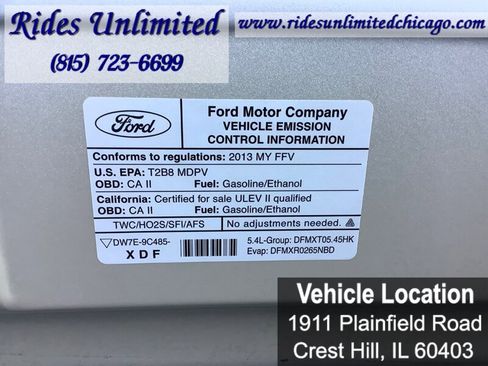 Rides Unlimited
(815) 723-6699
www.ridesunlimitedchicago.com
Ford
Ford Motor Company
VEHICLE EMISSION
CONTROL INFORMATION
Conforms to regulations: 2013 MY FFV
U.S. EPA: T2B8 MDPV
OBD: CA II Fuel: Gasoline/Ethanol
California: Certified for sale ULEV II qualified
OBD: CA II Fuel: Gasoline/Ethanol
TWC/HO2S/SFI/AFS No adjustments needed.
DW7E-9C485-
XDF
5.4L-Group: DFMXT05.45HK
Evap: DFMXR0265NBD
Vehicle Location
1911 Plainfield Road
Crest Hill, IL 60403